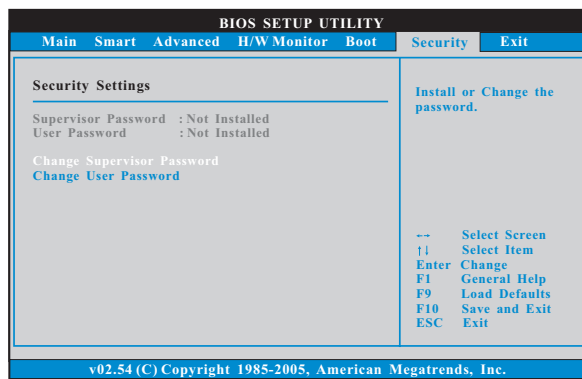 BIOS SETUP UTILITY
Main Smart Advanced H/W Monitor Boot Security Exit
Security Settings
Supervisor Password : Not Installed
User Password : Not Installed
Change Supervisor Password
Change User Password
Install or Change the
password.
←→ Select Screen
↑↓ Select Item
Enter Change
F1 General Help
F9 Load Defaults
F10 Save and Exit
ESC Exit
v02.54 (C) Copyright 1985-2005, American Megatrends, Inc.